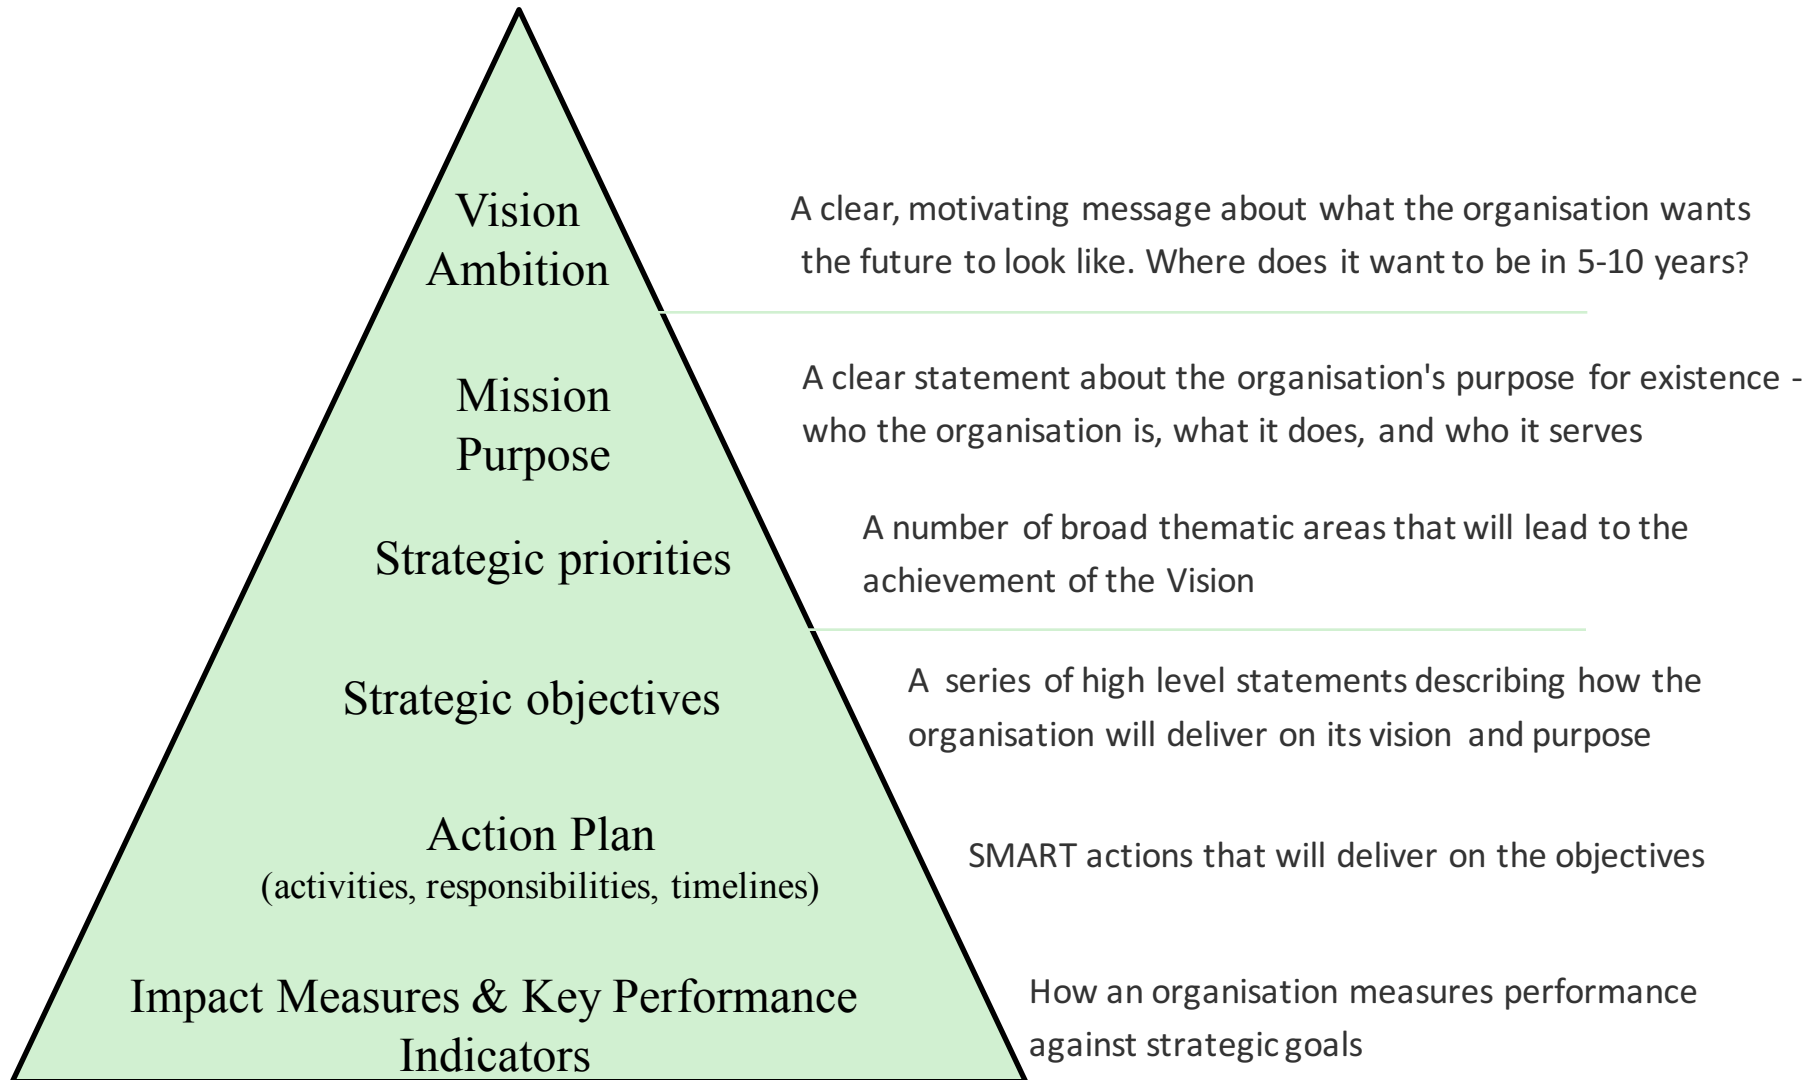 Vision
Ambition
A clear, motivating message about what the organisation wants
the future to look like. Where does it want to be in 5-10 years?
Mission
Purpose
A clear statement about the organisation's purpose for existence -
who the organisation is, what it does, and who it serves
Strategic priorities
A number of broad thematic areas that will lead to the
achievement of the Vision
Strategic objectives
A series of high level statements describing how the
organisation will deliver on its vision and purpose
Action Plan
(activities, responsibilities, timelines)
SMART actions that will deliver on the objectives
Impact Measures & Key Performance
Indicators
How an organisation measures performance
against strategic goals